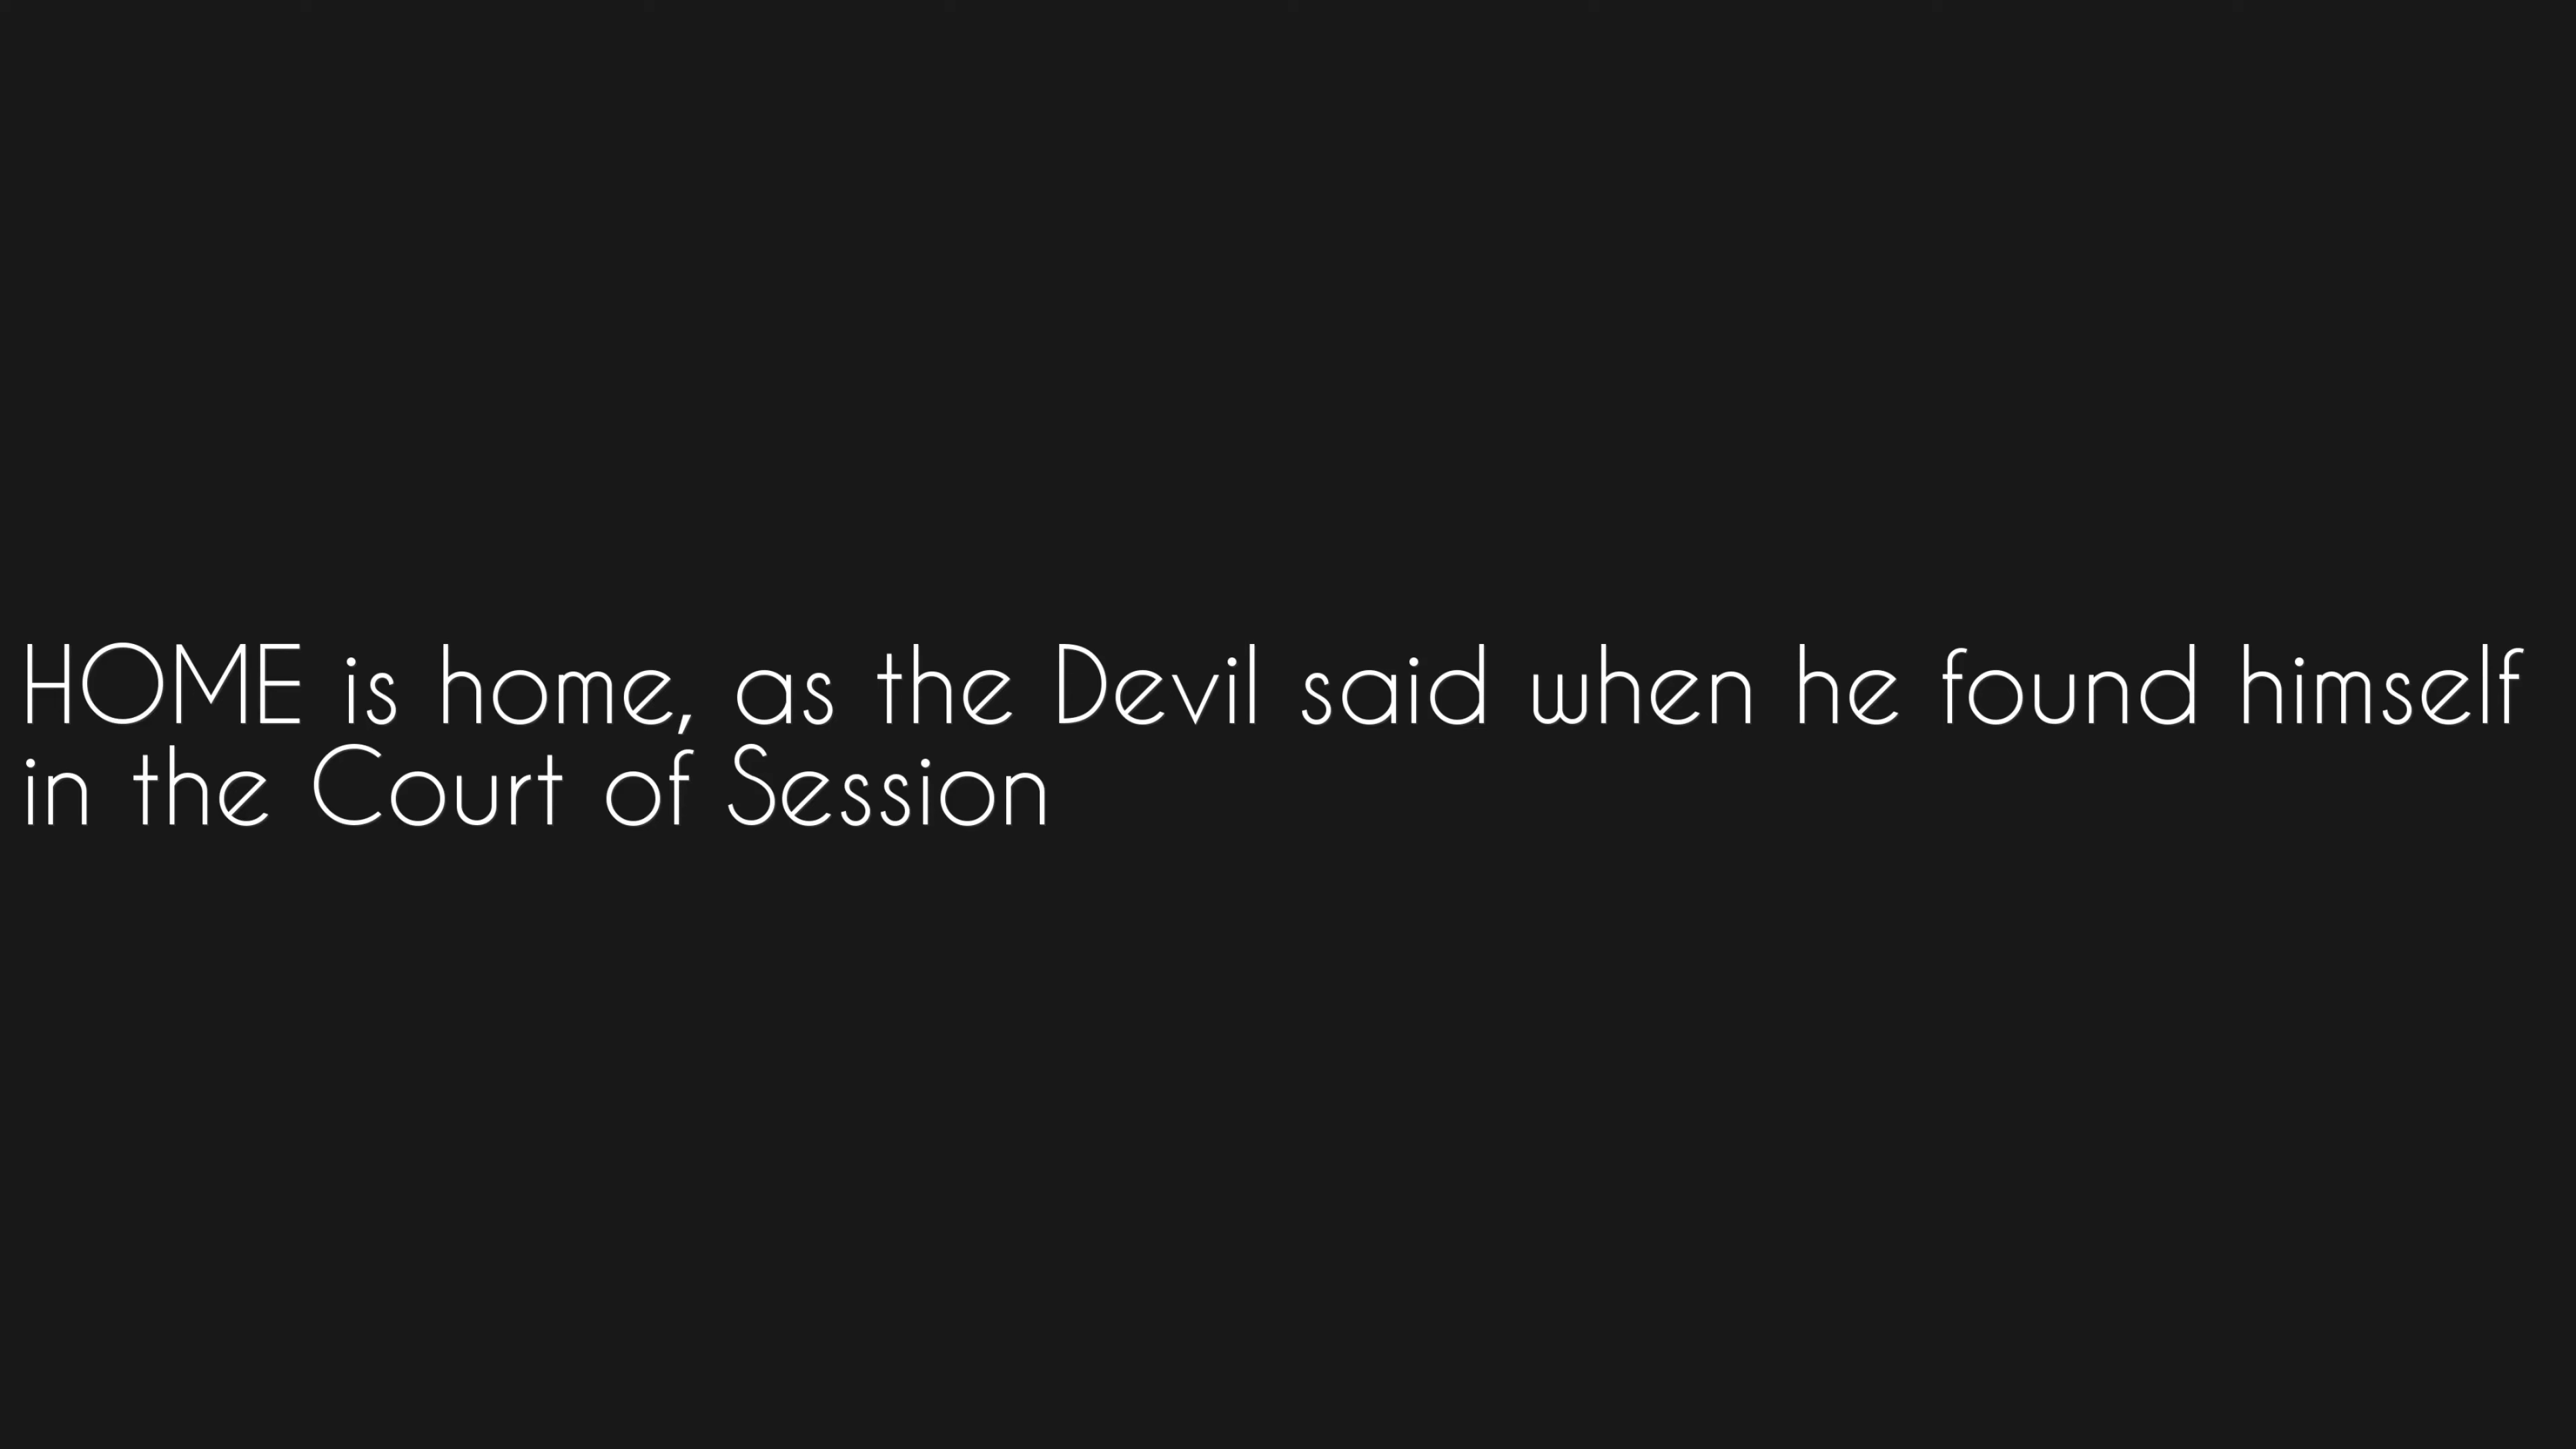 HOME is home, as the Devil said when he found himself
in the Court of Session